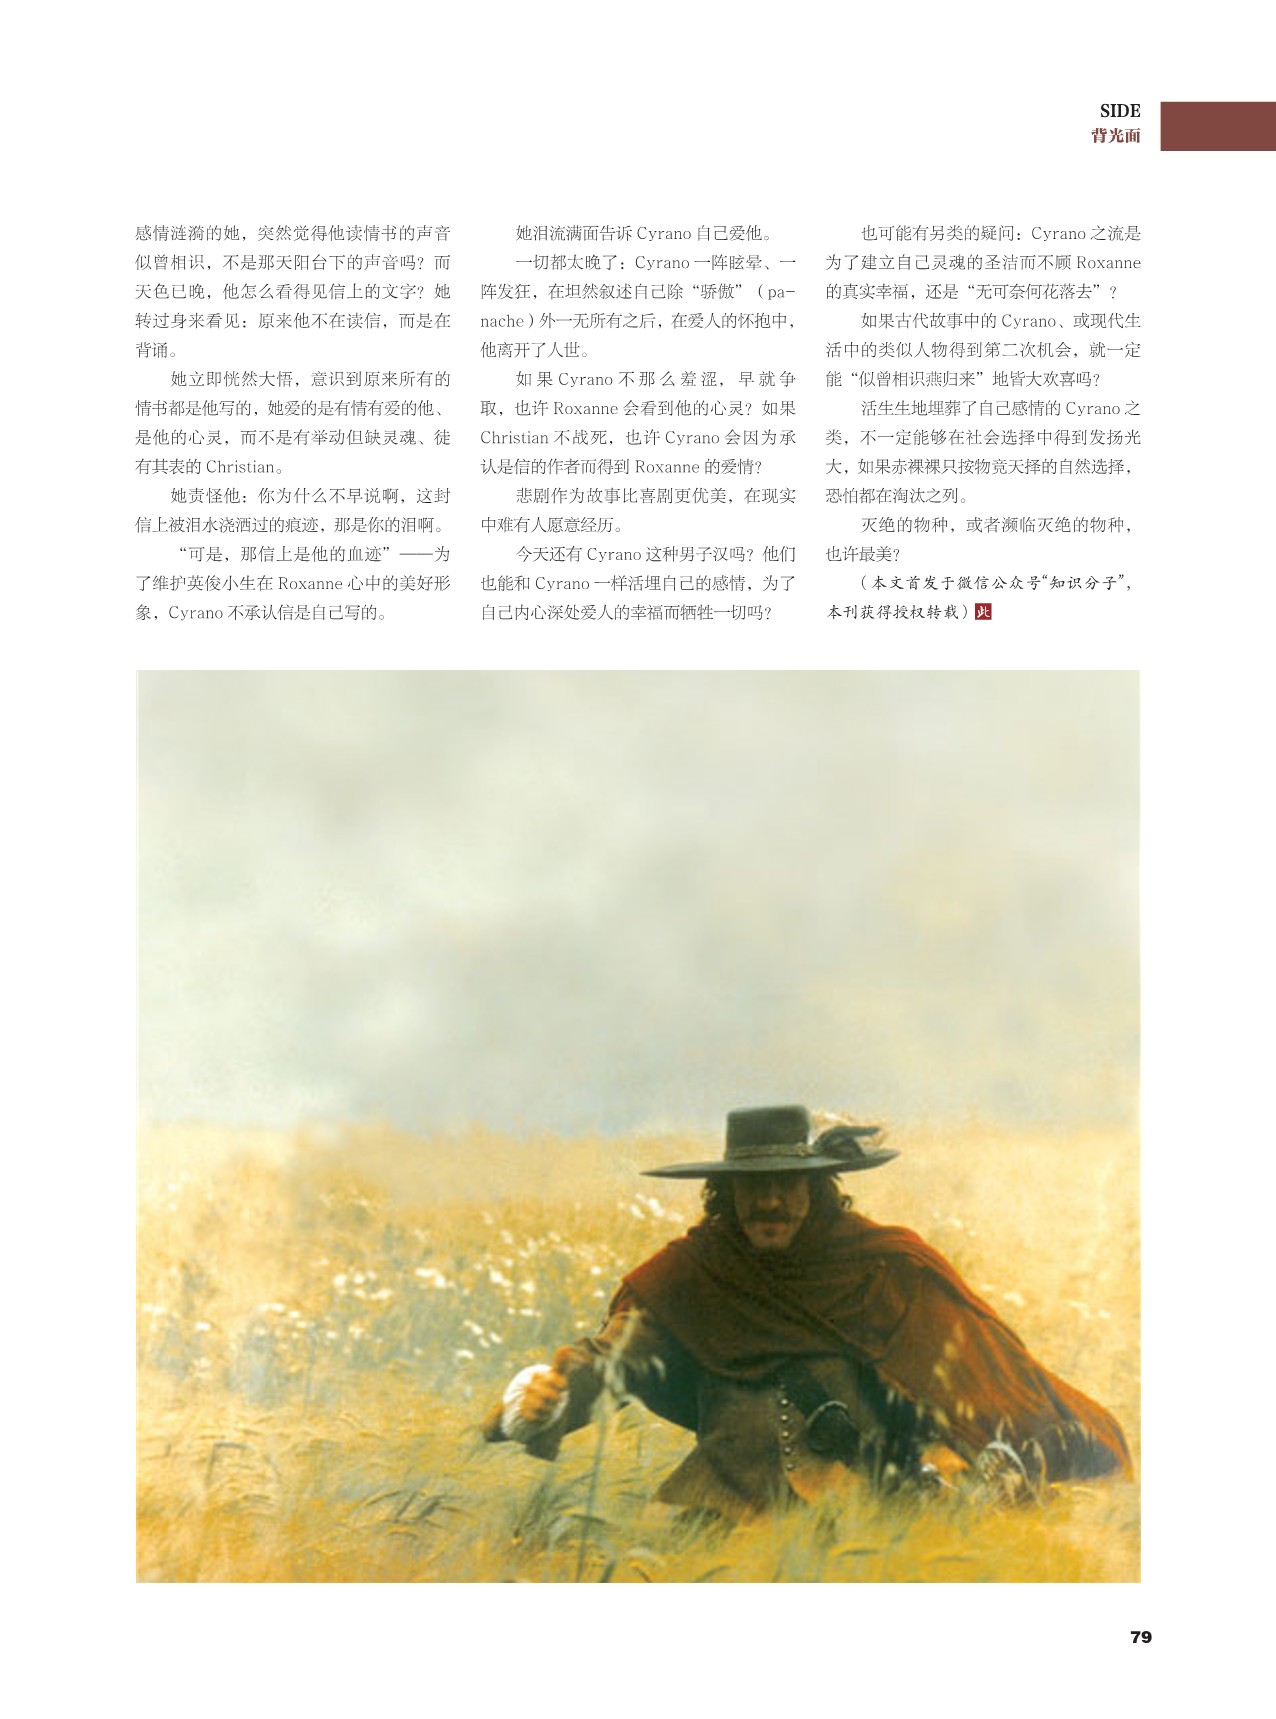 SIDE
背光面
感情涟漪的她，突然觉得他读情书的声音
似曾相识，不是那天阳台下的声音吗？而
天色已晚，他怎么看得见信上的文字？她
转过身来看见：原来他不在读信，而是在
背诵。
她立即恍然大悟，意识到原来所有的
情书都是他写的，她爱的是有情有爱的他、
是他的心灵，而不是有举动但缺灵魂、徒
有其表的 Christian。
她责怪他：你为什么不早说啊，这封
信上被泪水浇洒过的痕迹，那是你的泪啊。
“可是，那信上是他的血迹”——为
了维护英俊小生在 Roxanne 心中的美好形
象，Cyrano 不承认信是自己写的。
她泪流满面告诉 Cyrano 自己爱他。
一切都太晚了：Cyrano 一阵眩晕、一
阵发狂，在坦然叙述自己除“骄傲”（pa-
nache）外一无所有之后，在爱人的怀抱中，
他离开了人世。
如果 Cyrano 不那么羞涩，早就争
取，也许 Roxanne 会看到他的心灵？如果
Christian 不战死，也许 Cyrano 会因为承
认是信的作者而得到 Roxanne 的爱情？
悲剧作为故事比喜剧更优美，在现实
中难有人愿意经历。
今天还有 Cyrano 这种男子汉吗？他们
也能和 Cyrano 一样活埋自己的感情，为了
自己内心深处爱人的幸福而牺牲一切吗？
也可能有另类的疑问：Cyrano 之流是
为了建立自己灵魂的圣洁而不顾 Roxanne
的真实幸福，还是“无可奈何花落去”？
如果古代故事中的 Cyrano、或现代生
活中的类似人物得到第二次机会，就一定
能“似曾相识燕归来”地皆大欢喜吗？
活生生地埋葬了自己感情的 Cyrano 之
类，不一定能够在社会选择中得到发扬光
大，如果赤裸裸只按物竞天择的自然选择，
恐怕都在淘汰之列。
灭绝的物种，或者濒临灭绝的物种，
也许最美？
（本文首发于微信公众号“知识分子”，
本刊获得授权转载）此
79